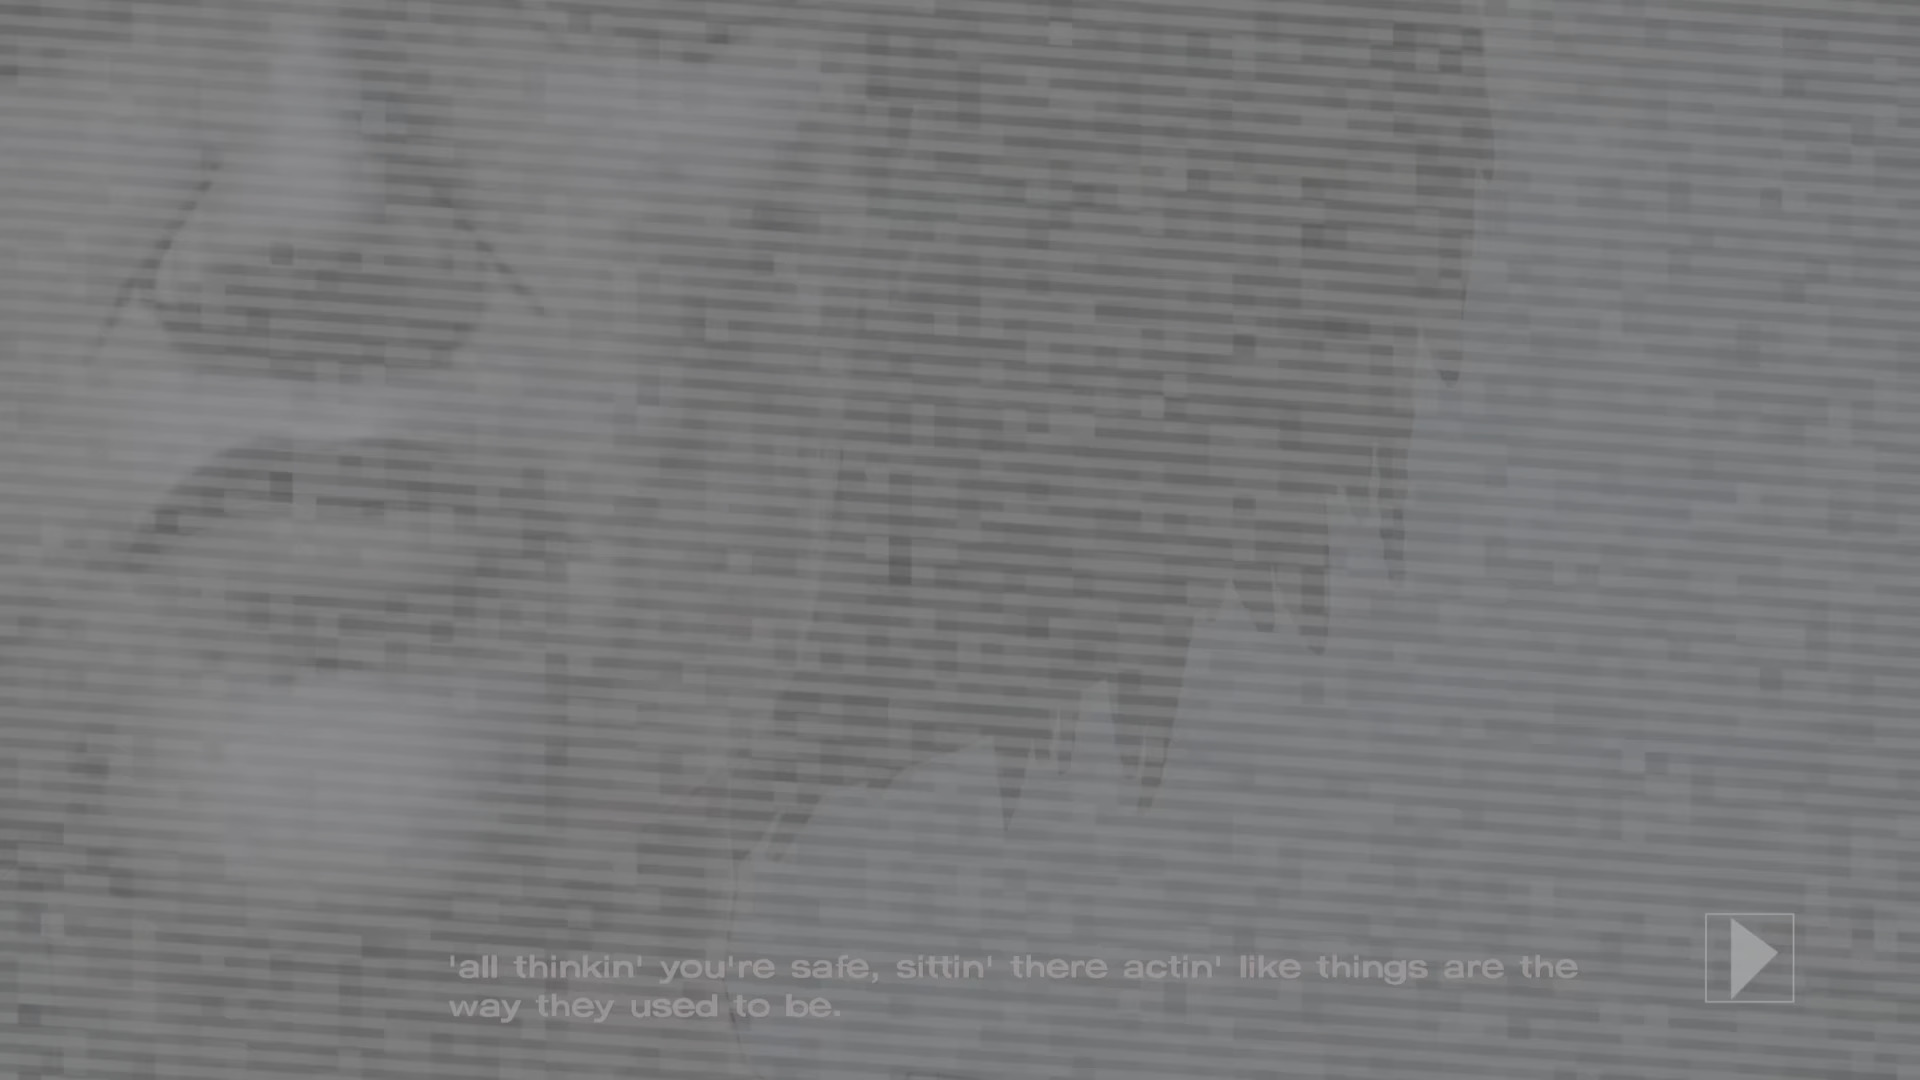 'all thinkin' you're safe, sittin' there actin' like things are the
way they used to be.